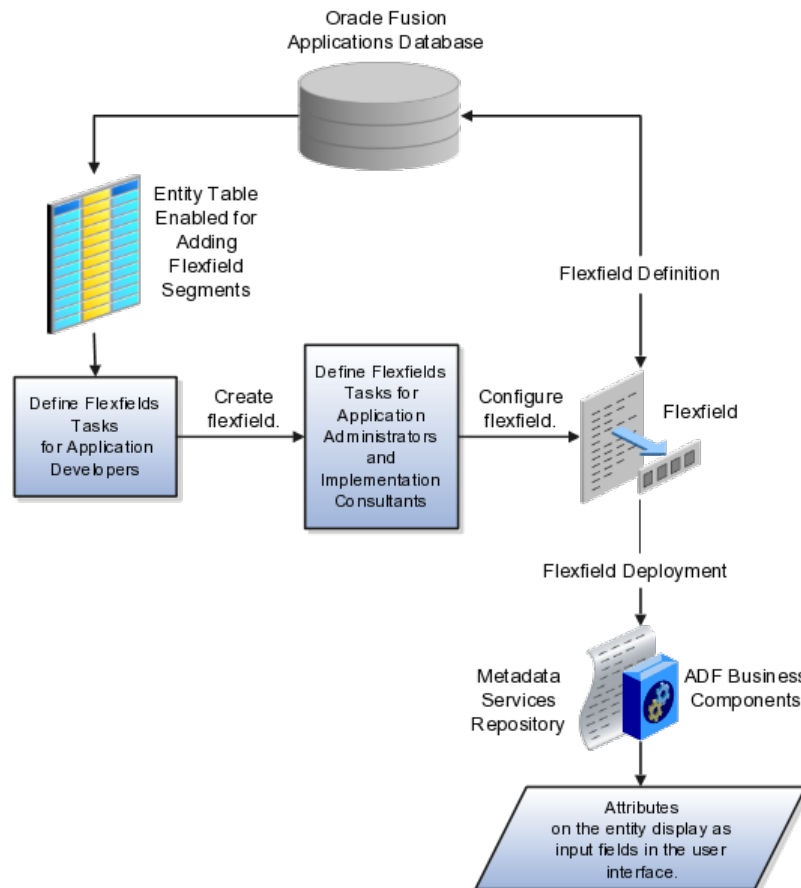 Oracle Fusion
Applications Database
Entity Table
Enabled for
Adding
Flexfield
Segments
Flexfield Definition
Define Flexfields
Tasks
for Application
Developers
Create
flexfield.
Define Flexfields
Tasks for
Application
Administrators
and
Implementation
Consultants
Configure
flexfield.
Flexfield
Flexfield Deployment
Metadata
Services
Repository
ADF Business
Components
Attributes
on the entity display as
input fields in the user
interface.